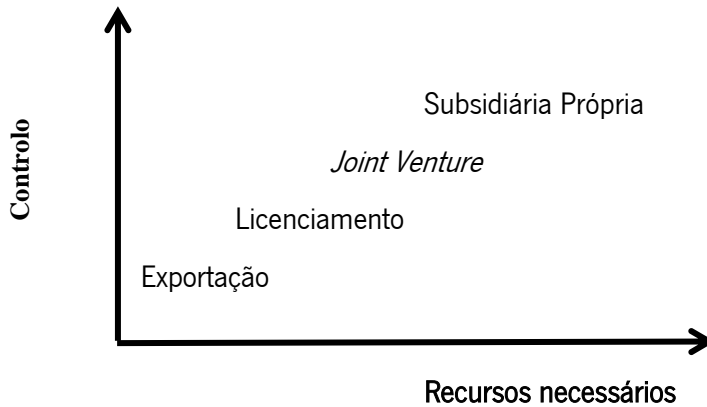 Controlo
Subsidiária Própria
Joint Venture
Licenciamento
Exportação
Recursos necessários